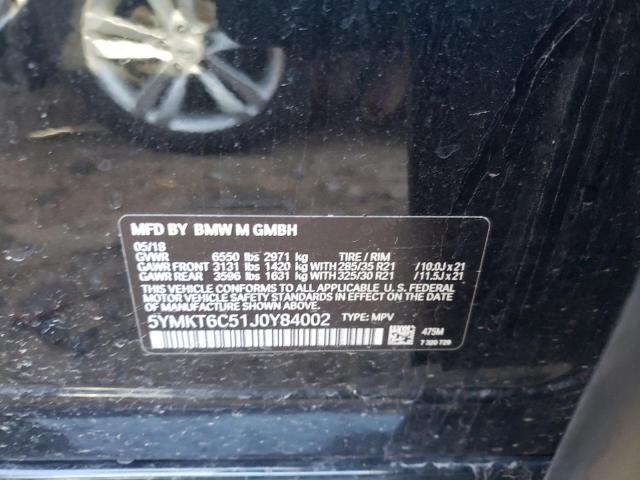 MFD BY BMW M GMBH
05/18
GVWR 6550 lbs 2971 kg TIRE / RIM
GAWR FRONT 3131 lbs 1420 kg WITH 285/35 R21 /10.0J x 21
GAWR REAR 3596 lbs 1631 kg WITH 325/30 R21 /11.5J x 21
THIS VEHICLE CONFORMS TO ALL APPLICABLE U. S. FEDERAL
MOTOR VEHICLE SAFETY STANDARDS IN EFFECT ON THE DATE
OF MANUFACTURE SHOWN ABOVE.
5YMKT6C51J0Y84002 TYPE: MPV
475M
7 320 729